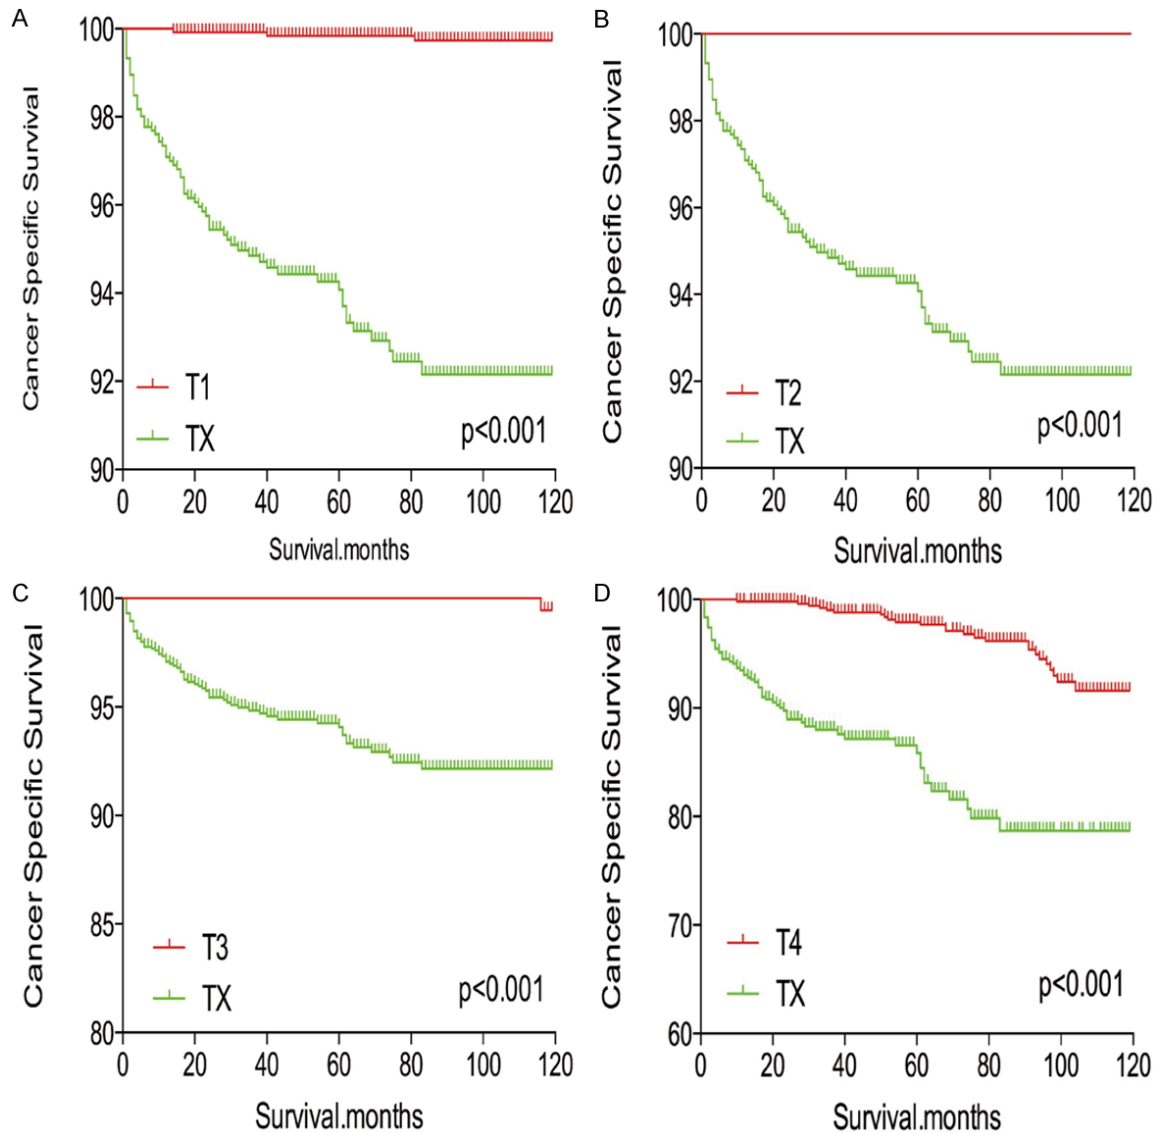 A
Cancer Specific Survival
100
98
96
94
92
90
T1
TX
p<0.001
0 20 40 60 80 100 120
Survival.months
B
Cancer Specific Survival
100
98
96
94
92
90
T2
TX
p<0.001
0 20 40 60 80 100 120
Survival.months
C
Cancer Specific Survival
100
95
90
85
80
T3
TX
p<0.001
0 20 40 60 80 100 120
Survival.months
D
Cancer Specific Survival
100
90
80
70
60
T4
TX
p<0.001
0 20 40 60 80 100 120
Survival.months